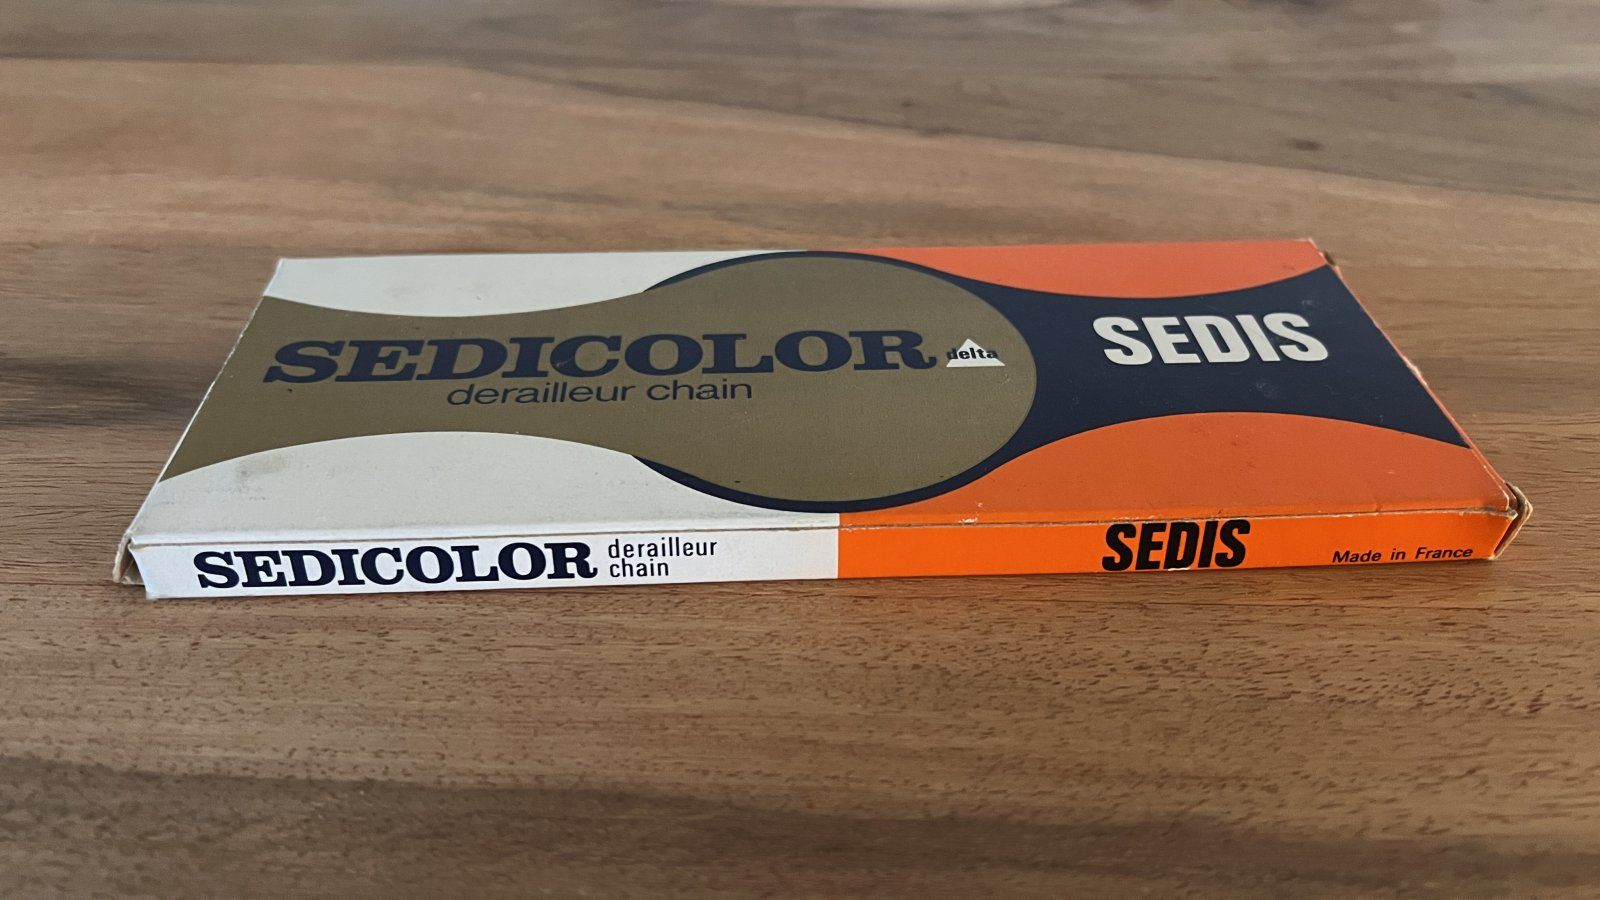 SEDICOLOR
derailleur chain
delta
SEDIS
SEDICOLOR
derailleur
chain
SEDIS
Made in France